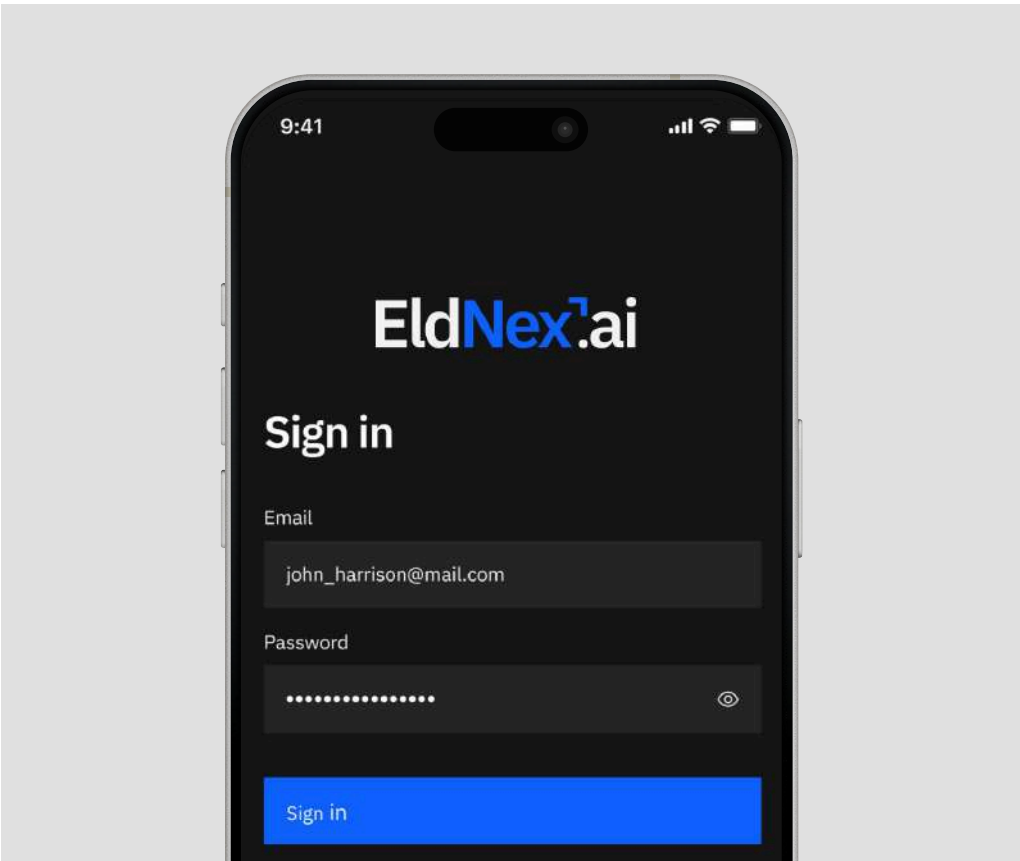 9:41
EldNex.ai
Sign in
Email
john_harrison@mail.com
Password
••••••••••••••••
Sign in